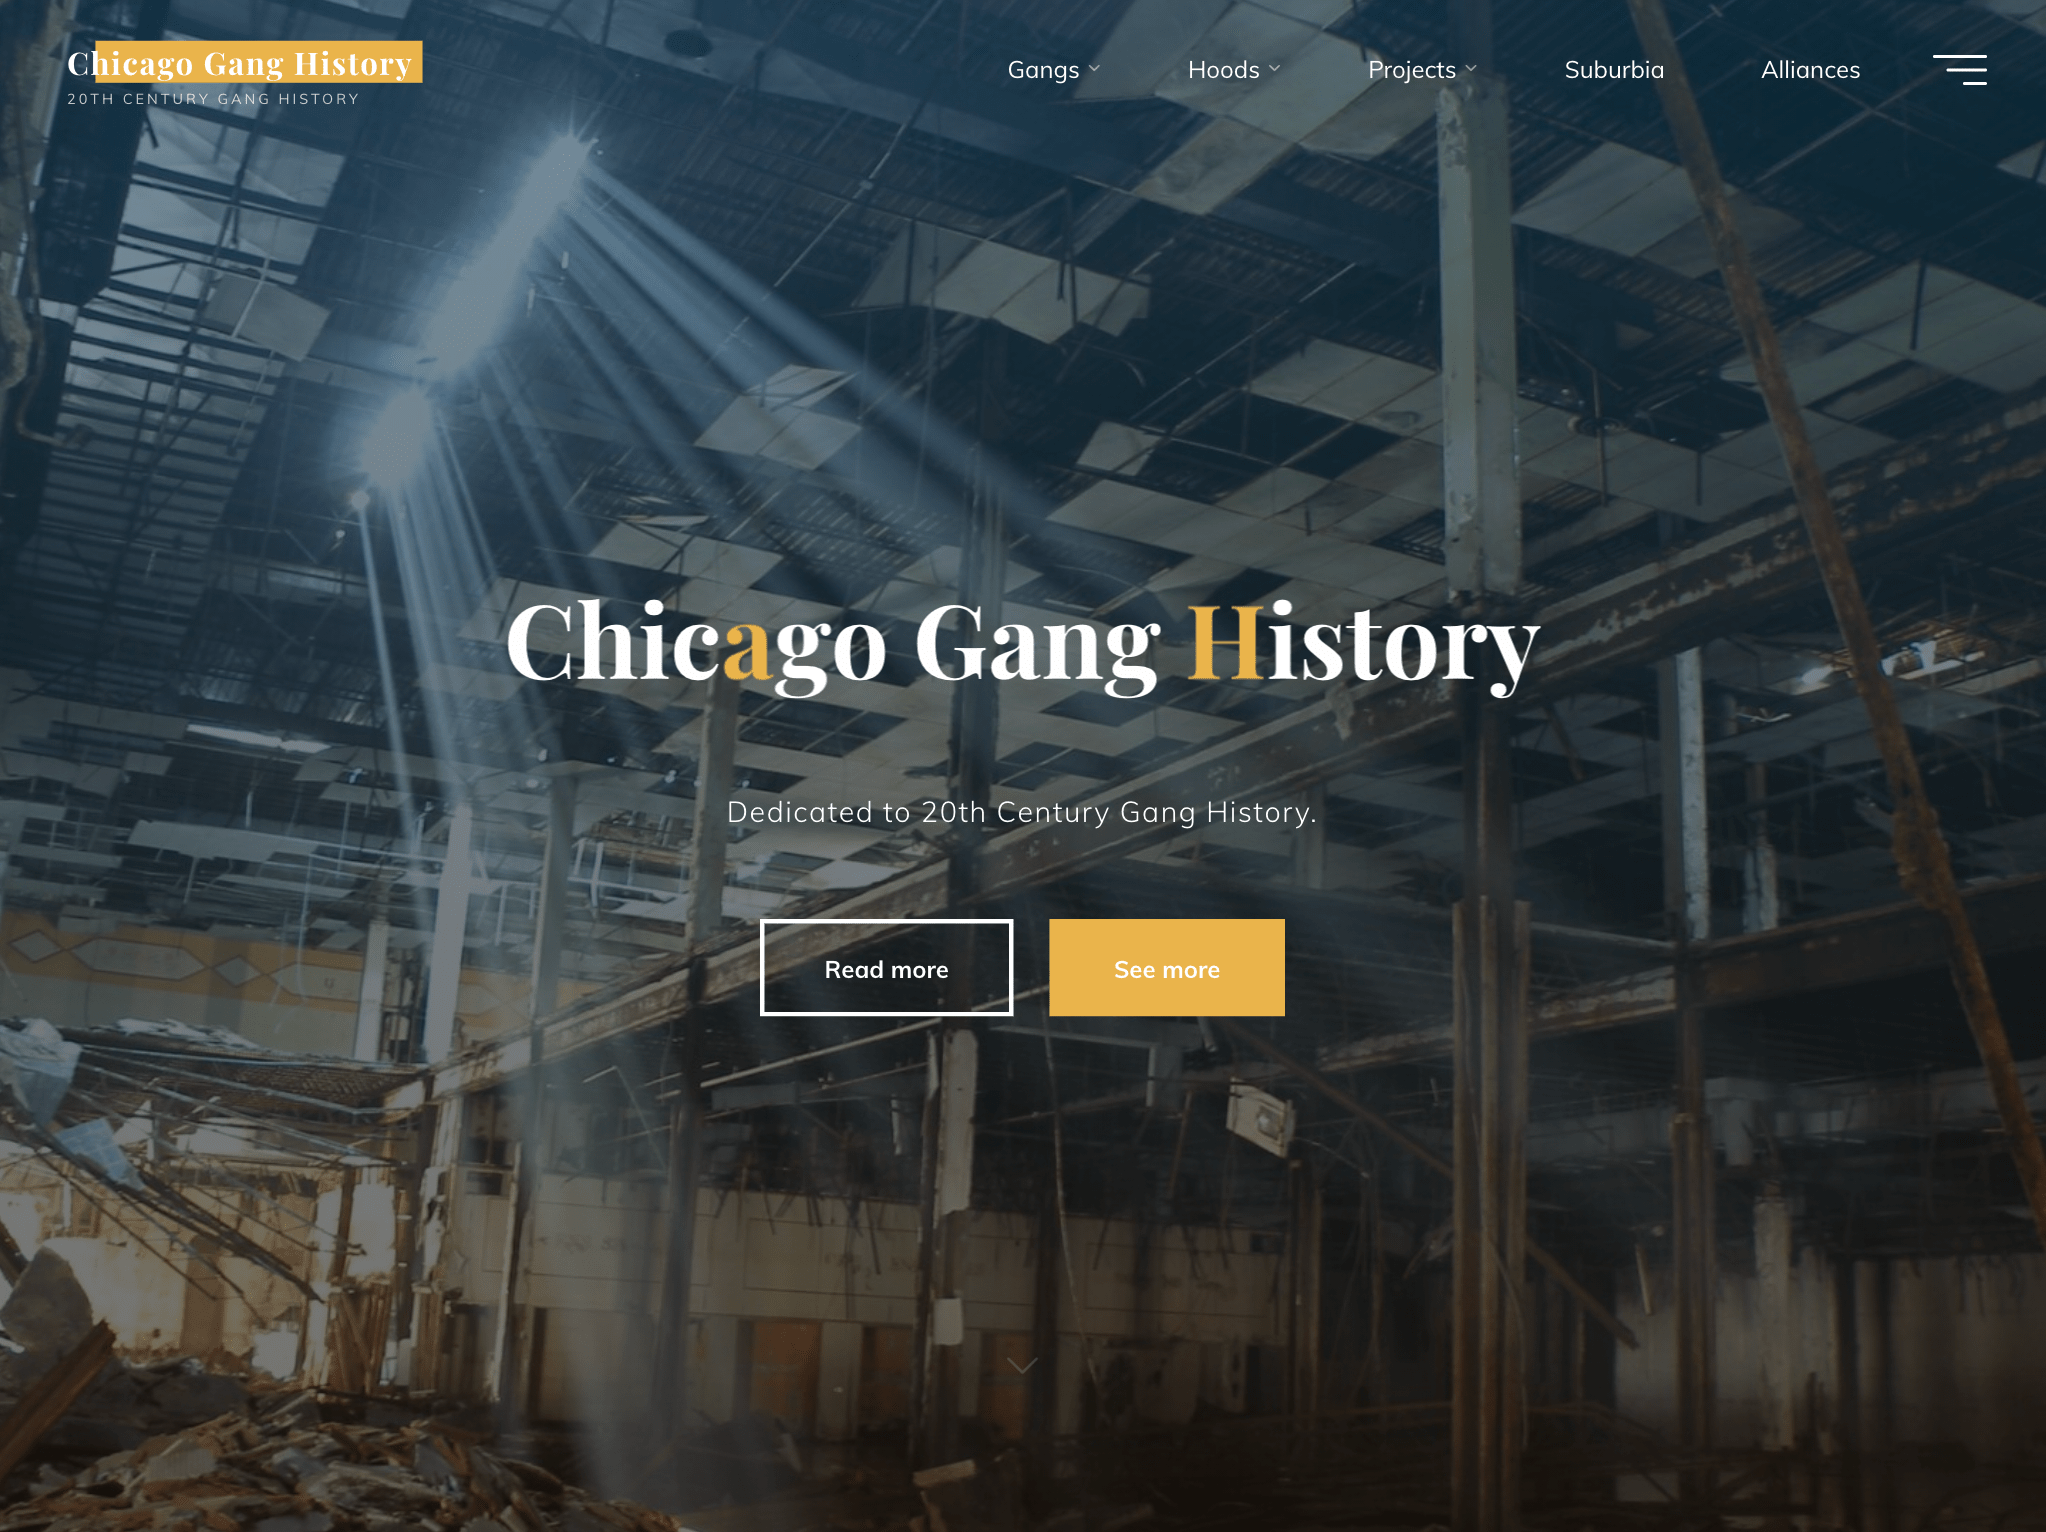 Chicago Gang History
20TH CENTURY GANG HISTORY
Gangs
Hoods
Projects
Suburbia
Alliances
Chicago Gang History
Dedicated to 20th Century Gang History.
Read more
See more